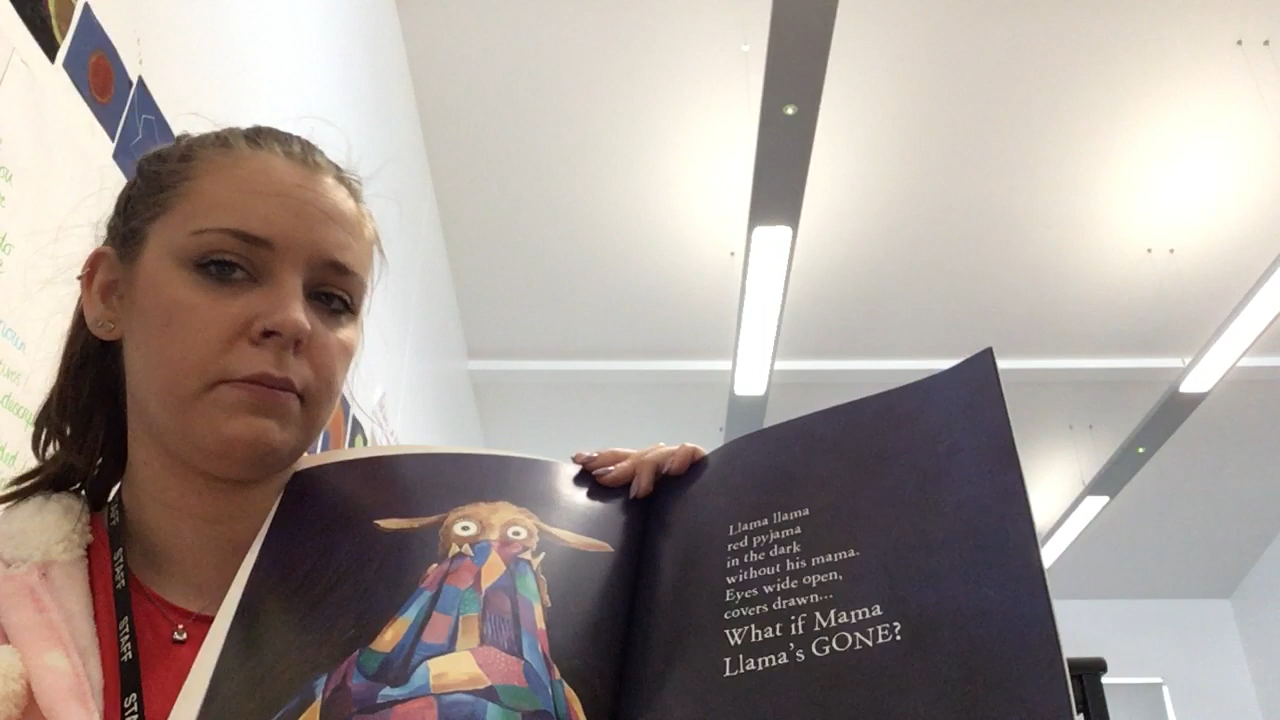 Llama llama
red pyjama
in the dark
without his mama.
Eyes wide open,
covers drawn...
What if Mama
Llama's GONE?
STAFF
STAFF
STAFF